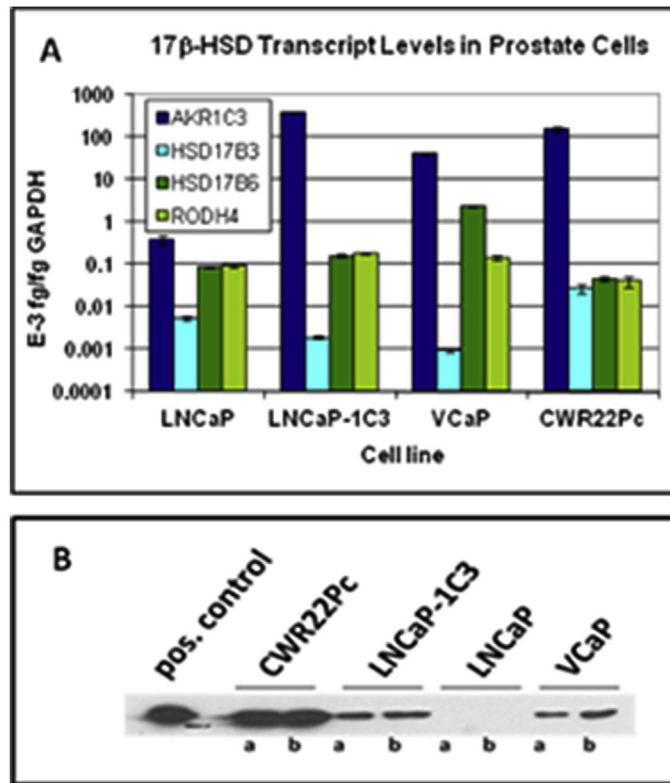 A
17β-HSD Transcript Levels in Prostate Cells
E-3 fg/fg GAPDH
1000
100
10
1
0.1
0.01
0.001
0.0001
AKR1C3
HSD17B3
HSD17B6
RODH4
LNCaP LNCaP-1C3 VCaP CWR22Pc
Cell line
B
pos. control CWR22Pc LNCaP-1C3 LNCaP VCaP
a b a b a b a b